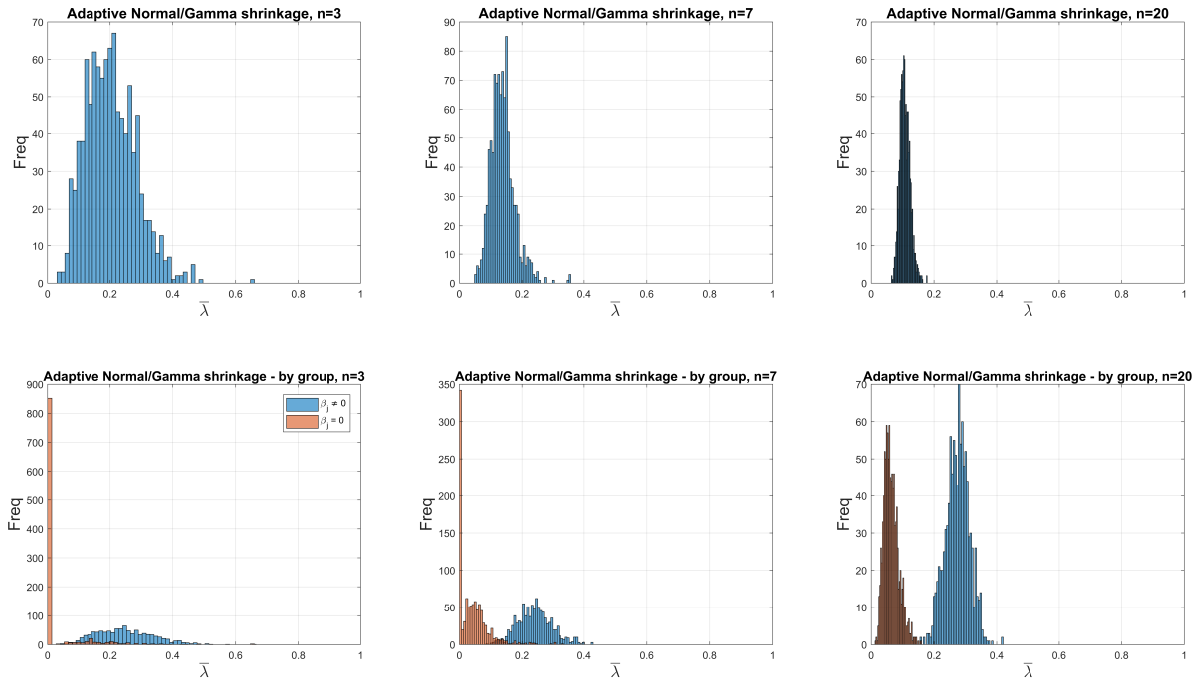 Adaptive Normal/Gamma shrinkage, n=3
70
60
50
40
30
20
10
0
Freq
0 0.2 0.4 0.6 0.8 1
λ̅
Adaptive Normal/Gamma shrinkage, n=7
90
80
70
60
50
40
30
20
10
0
Freq
0 0.2 0.4 0.6 0.8 1
λ̅
Adaptive Normal/Gamma shrinkage, n=20
70
60
50
40
30
20
10
0
Freq
0 0.2 0.4 0.6 0.8 1
λ̅
Adaptive Normal/Gamma shrinkage - by group, n=3
900
800
700
600
500
400
300
200
100
0
Freq
β_j ≠ 0
β_j = 0
0 0.2 0.4 0.6 0.8 1
λ̅
Adaptive Normal/Gamma shrinkage - by group, n=7
350
300
250
200
150
100
50
0
Freq
0 0.2 0.4 0.6 0.8 1
λ̅
Adaptive Normal/Gamma shrinkage - by group, n=20
70
60
50
40
30
20
10
0
Freq
0 0.2 0.4 0.6 0.8 1
λ̅